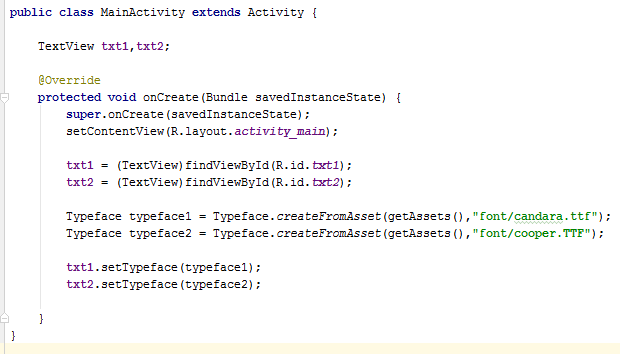 public class MainActivity extends Activity {
TextView txt1,txt2;
@Override
protected void onCreate(Bundle savedInstanceState) {
super.onCreate(savedInstanceState);
setContentView(R.layout.activity_main);
txt1 = (TextView)findViewById(R.id.txt1);
txt2 = (TextView)findViewById(R.id.txt2);
Typeface typeface1 = Typeface.createFromAsset(getAssets(),"font/candara.ttf");
Typeface typeface2 = Typeface.createFromAsset(getAssets(),"font/cooper.TTF");
txt1.setTypeface(typeface1);
txt2.setTypeface(typeface2);
}
}